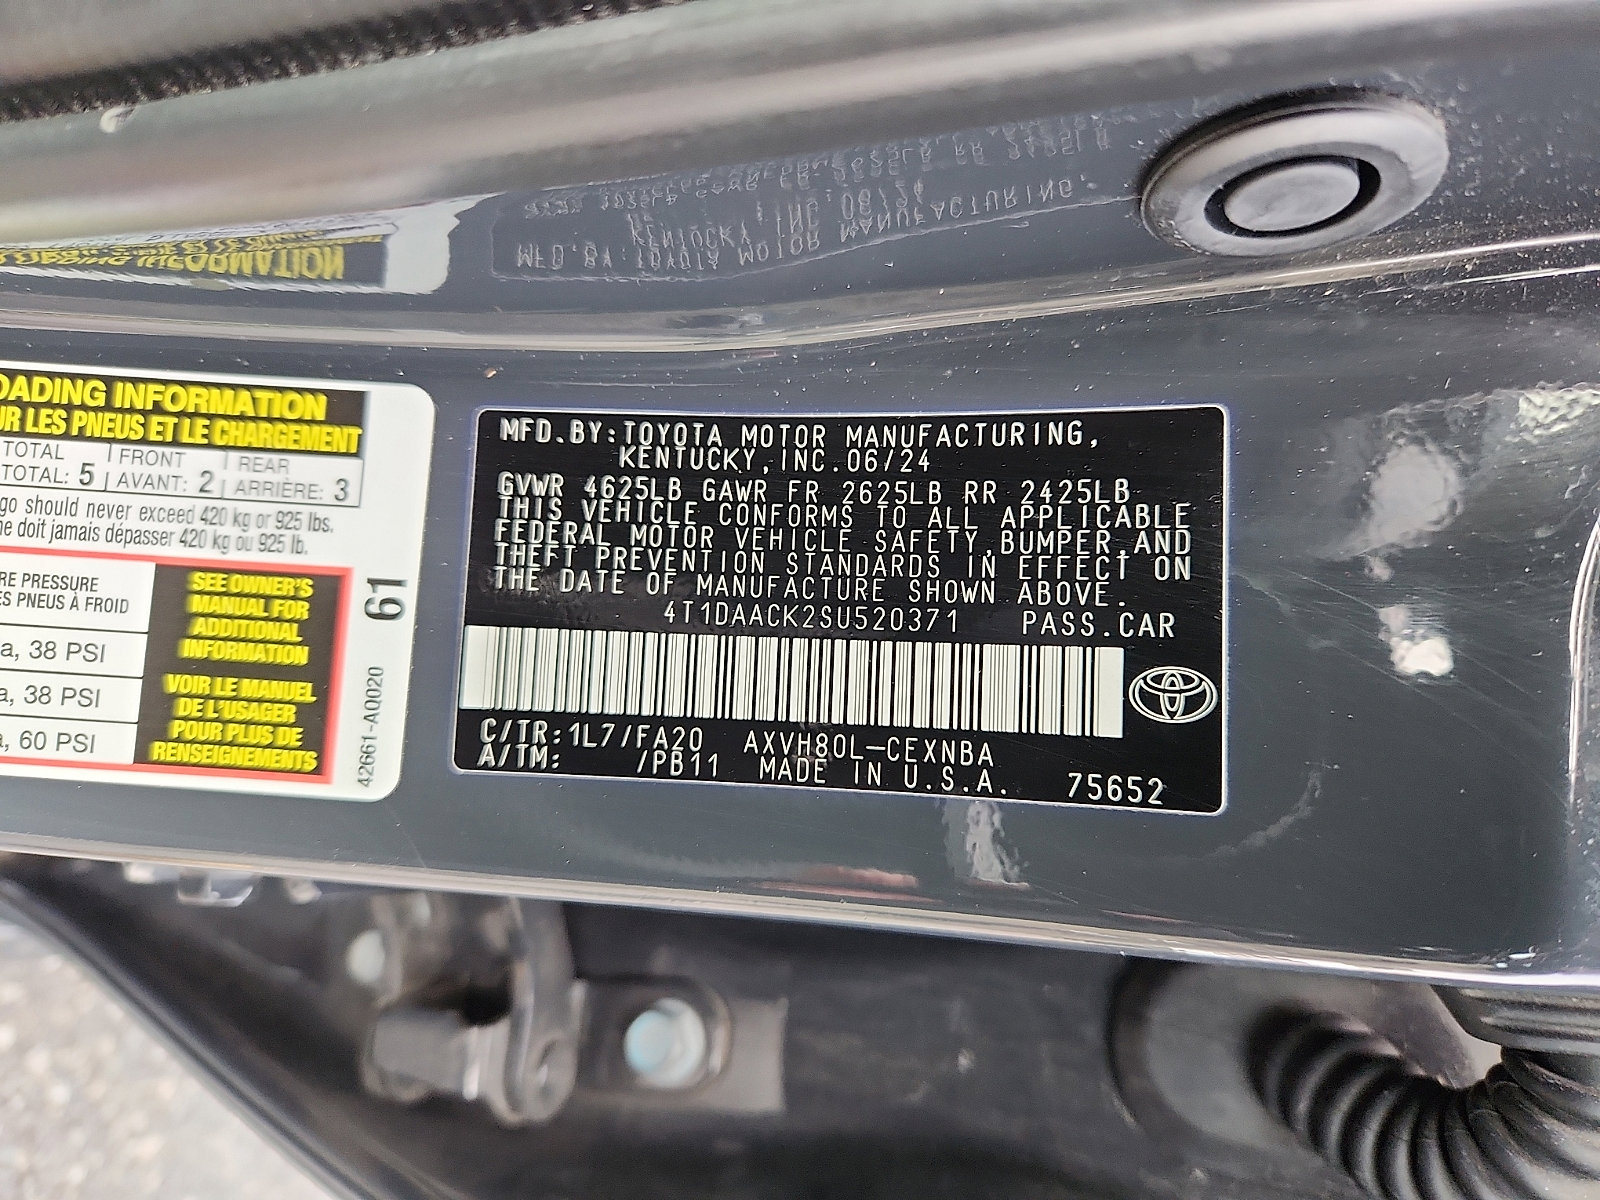 OADING INFORMATION
UR LES PNEUS ET LE CHARGEMENT
TOTAL FRONT REAR
TOTAL: 5 AVANT: 2 ARRIÈRE: 3
go should never exceed 420 kg or 925 lbs.
ne doit jamais dépasser 420 kg ou 925 lb.
RE PRESSURE
ES PNEUS À FROID
a, 38 PSI
a, 38 PSI
a, 60 PSI
SEE OWNER'S
MANUAL FOR
ADDITIONAL
INFORMATION
VOIR LE MANUEL
DE L'USAGER
POUR PLUS DE
RENSEIGNEMENTS
61
42661-AQ020
MFD.BY:TOYOTA MOTOR MANUFACTURING,
KENTUCKY,INC.06/24
GVWR 4625LB GAWR FR 2625LB RR 2425LB
THIS VEHICLE CONFORMS TO ALL APPLICABLE
FEDERAL MOTOR VEHICLE SAFETY,BUMPER,AND
THEFT PREVENTION STANDARDS IN EFFECT ON
THE DATE OF MANUFACTURE SHOWN ABOVE.
4T1DAACK2SU520371 PASS.CAR
C/TR:1L7/FA20 AXVH80L-CEXNBA
A/TM: /PB11 MADE IN U.S.A. 75652